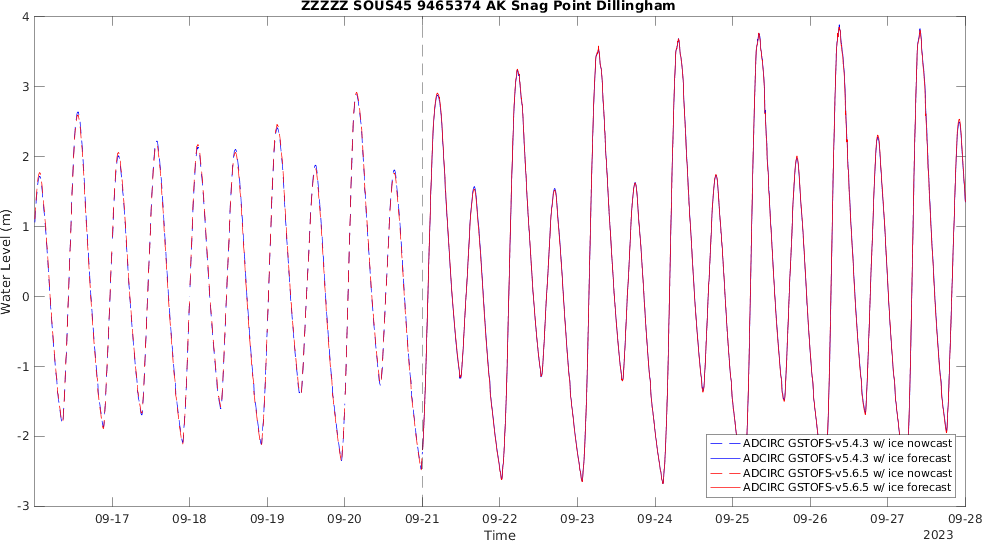 ZZZZZ SOUS45 9465374 AK Snag Point Dillingham
4
3
2
1
0
-1
-2
-3
Water Level (m)
ADCIRC GSTOFS-v5.4.3 w/ ice nowcast
ADCIRC GSTOFS-v5.4.3 w/ ice forecast
ADCIRC GSTOFS-v5.6.5 w/ ice nowcast
ADCIRC GSTOFS-v5.6.5 w/ ice forecast
09-17 09-18 09-19 09-20 09-21 09-22 09-23 09-24 09-25 09-26 09-27 09-28
Time
2023